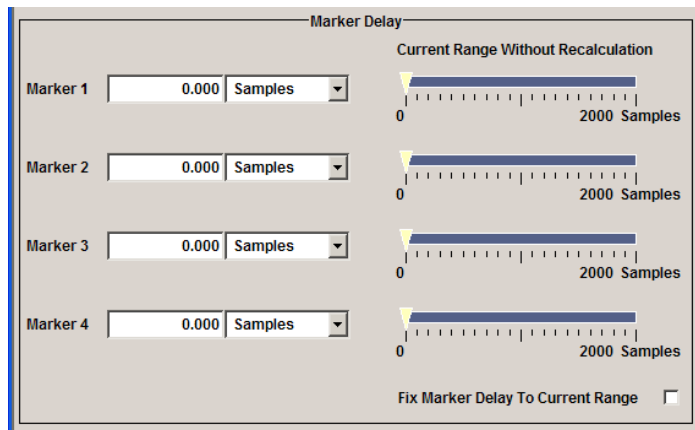 Marker Delay
Current Range Without Recalculation
Marker 1 0.000 Samples
0 2000 Samples
Marker 2 0.000 Samples
0 2000 Samples
Marker 3 0.000 Samples
0 2000 Samples
Marker 4 0.000 Samples
0 2000 Samples
Fix Marker Delay To Current Range